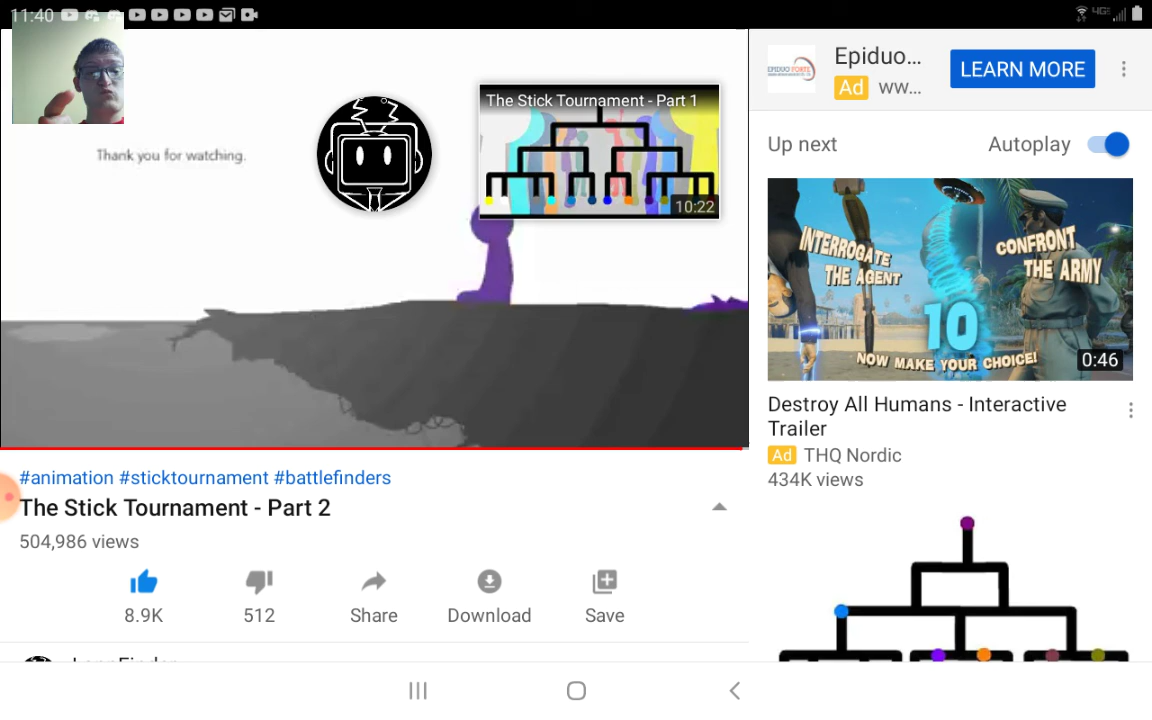 11:40
4G
Thank you for watching.
The Stick Tournament - Part 1
10:22
Epiduo...
Ad ww...
LEARN MORE
Up next
Autoplay
INTERROGATE
THE AGENT
CONFRONT
THE ARMY
10
NOW MAKE YOUR CHOICE!
0:46
Destroy All Humans - Interactive
Trailer
Ad THQ Nordic
434K views
#animation #sticktournament #battlefinders
The Stick Tournament - Part 2
504,986 views
8.9K
512
Share
Download
Save